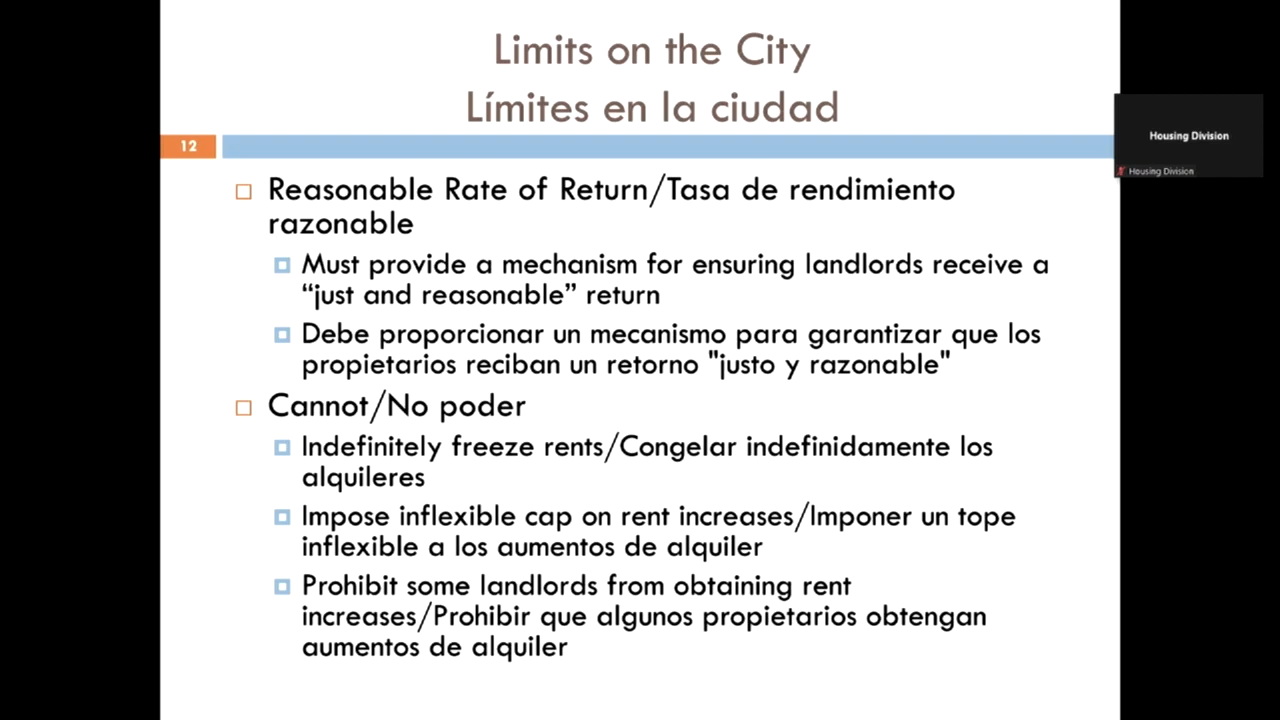 Limits on the City
Límites en la ciudad
12
Reasonable Rate of Return/Tasa de rendimiento
razonable
Must provide a mechanism for ensuring landlords receive a
“just and reasonable” return
Debe proporcionar un mecanismo para garantizar que los
propietarios reciban un retorno "justo y razonable"
Cannot/No poder
Indefinitely freeze rents/Congelar indefinidamente los
alquileres
Impose inflexible cap on rent increases/Imponer un tope
inflexible a los aumentos de alquiler
Prohibit some landlords from obtaining rent
increases/Prohibir que algunos propietarios obtengan
aumentos de alquiler
Housing Division
Housing Division